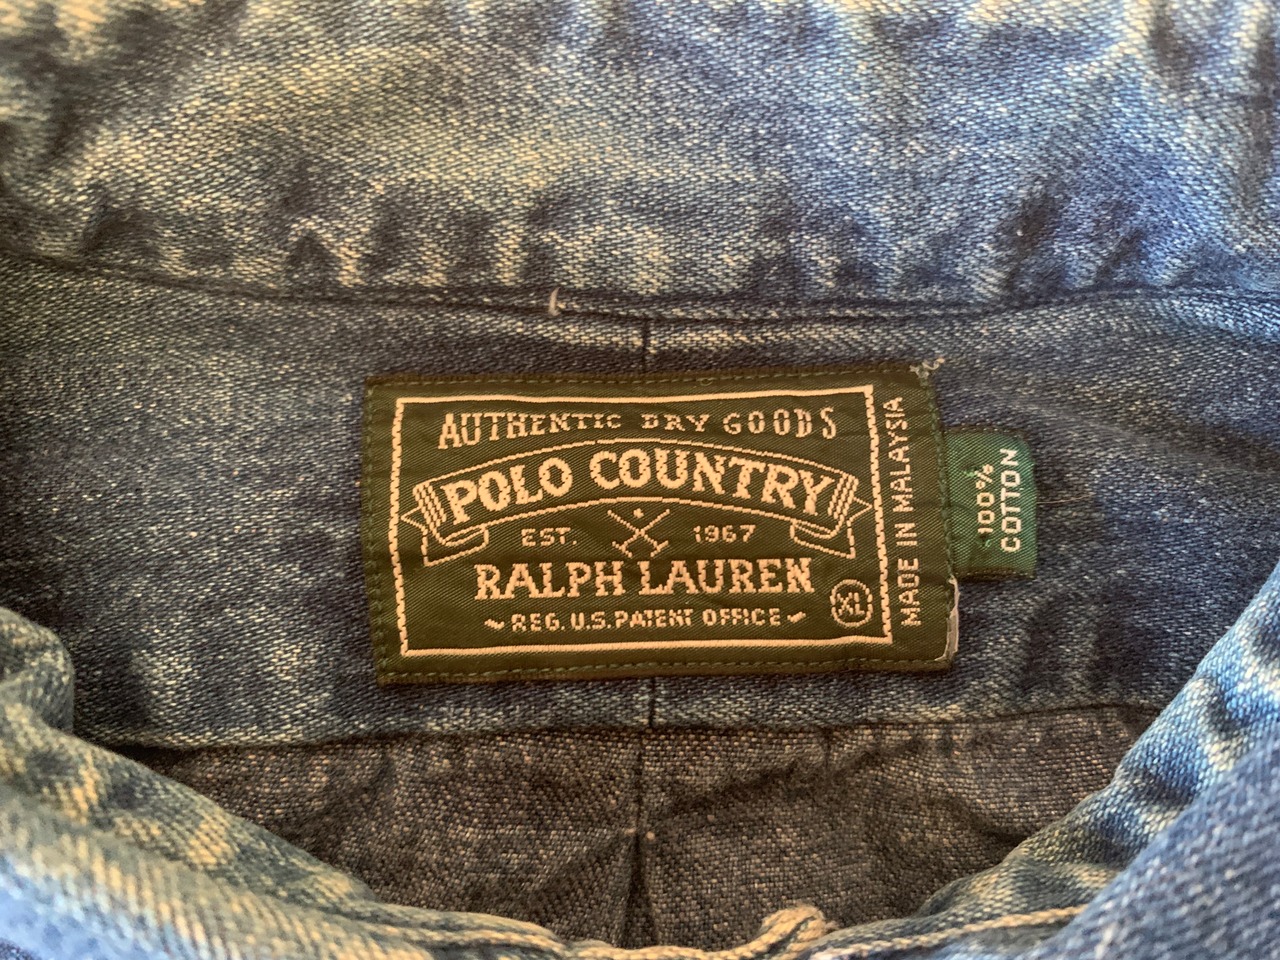 AUTHENTIC DRY GOODS
POLO COUNTRY
EST. 1967
RALPH LAUREN
REG. U.S. PATENT OFFICE
XL
MADE IN MALAYSIA
100%
COTTON